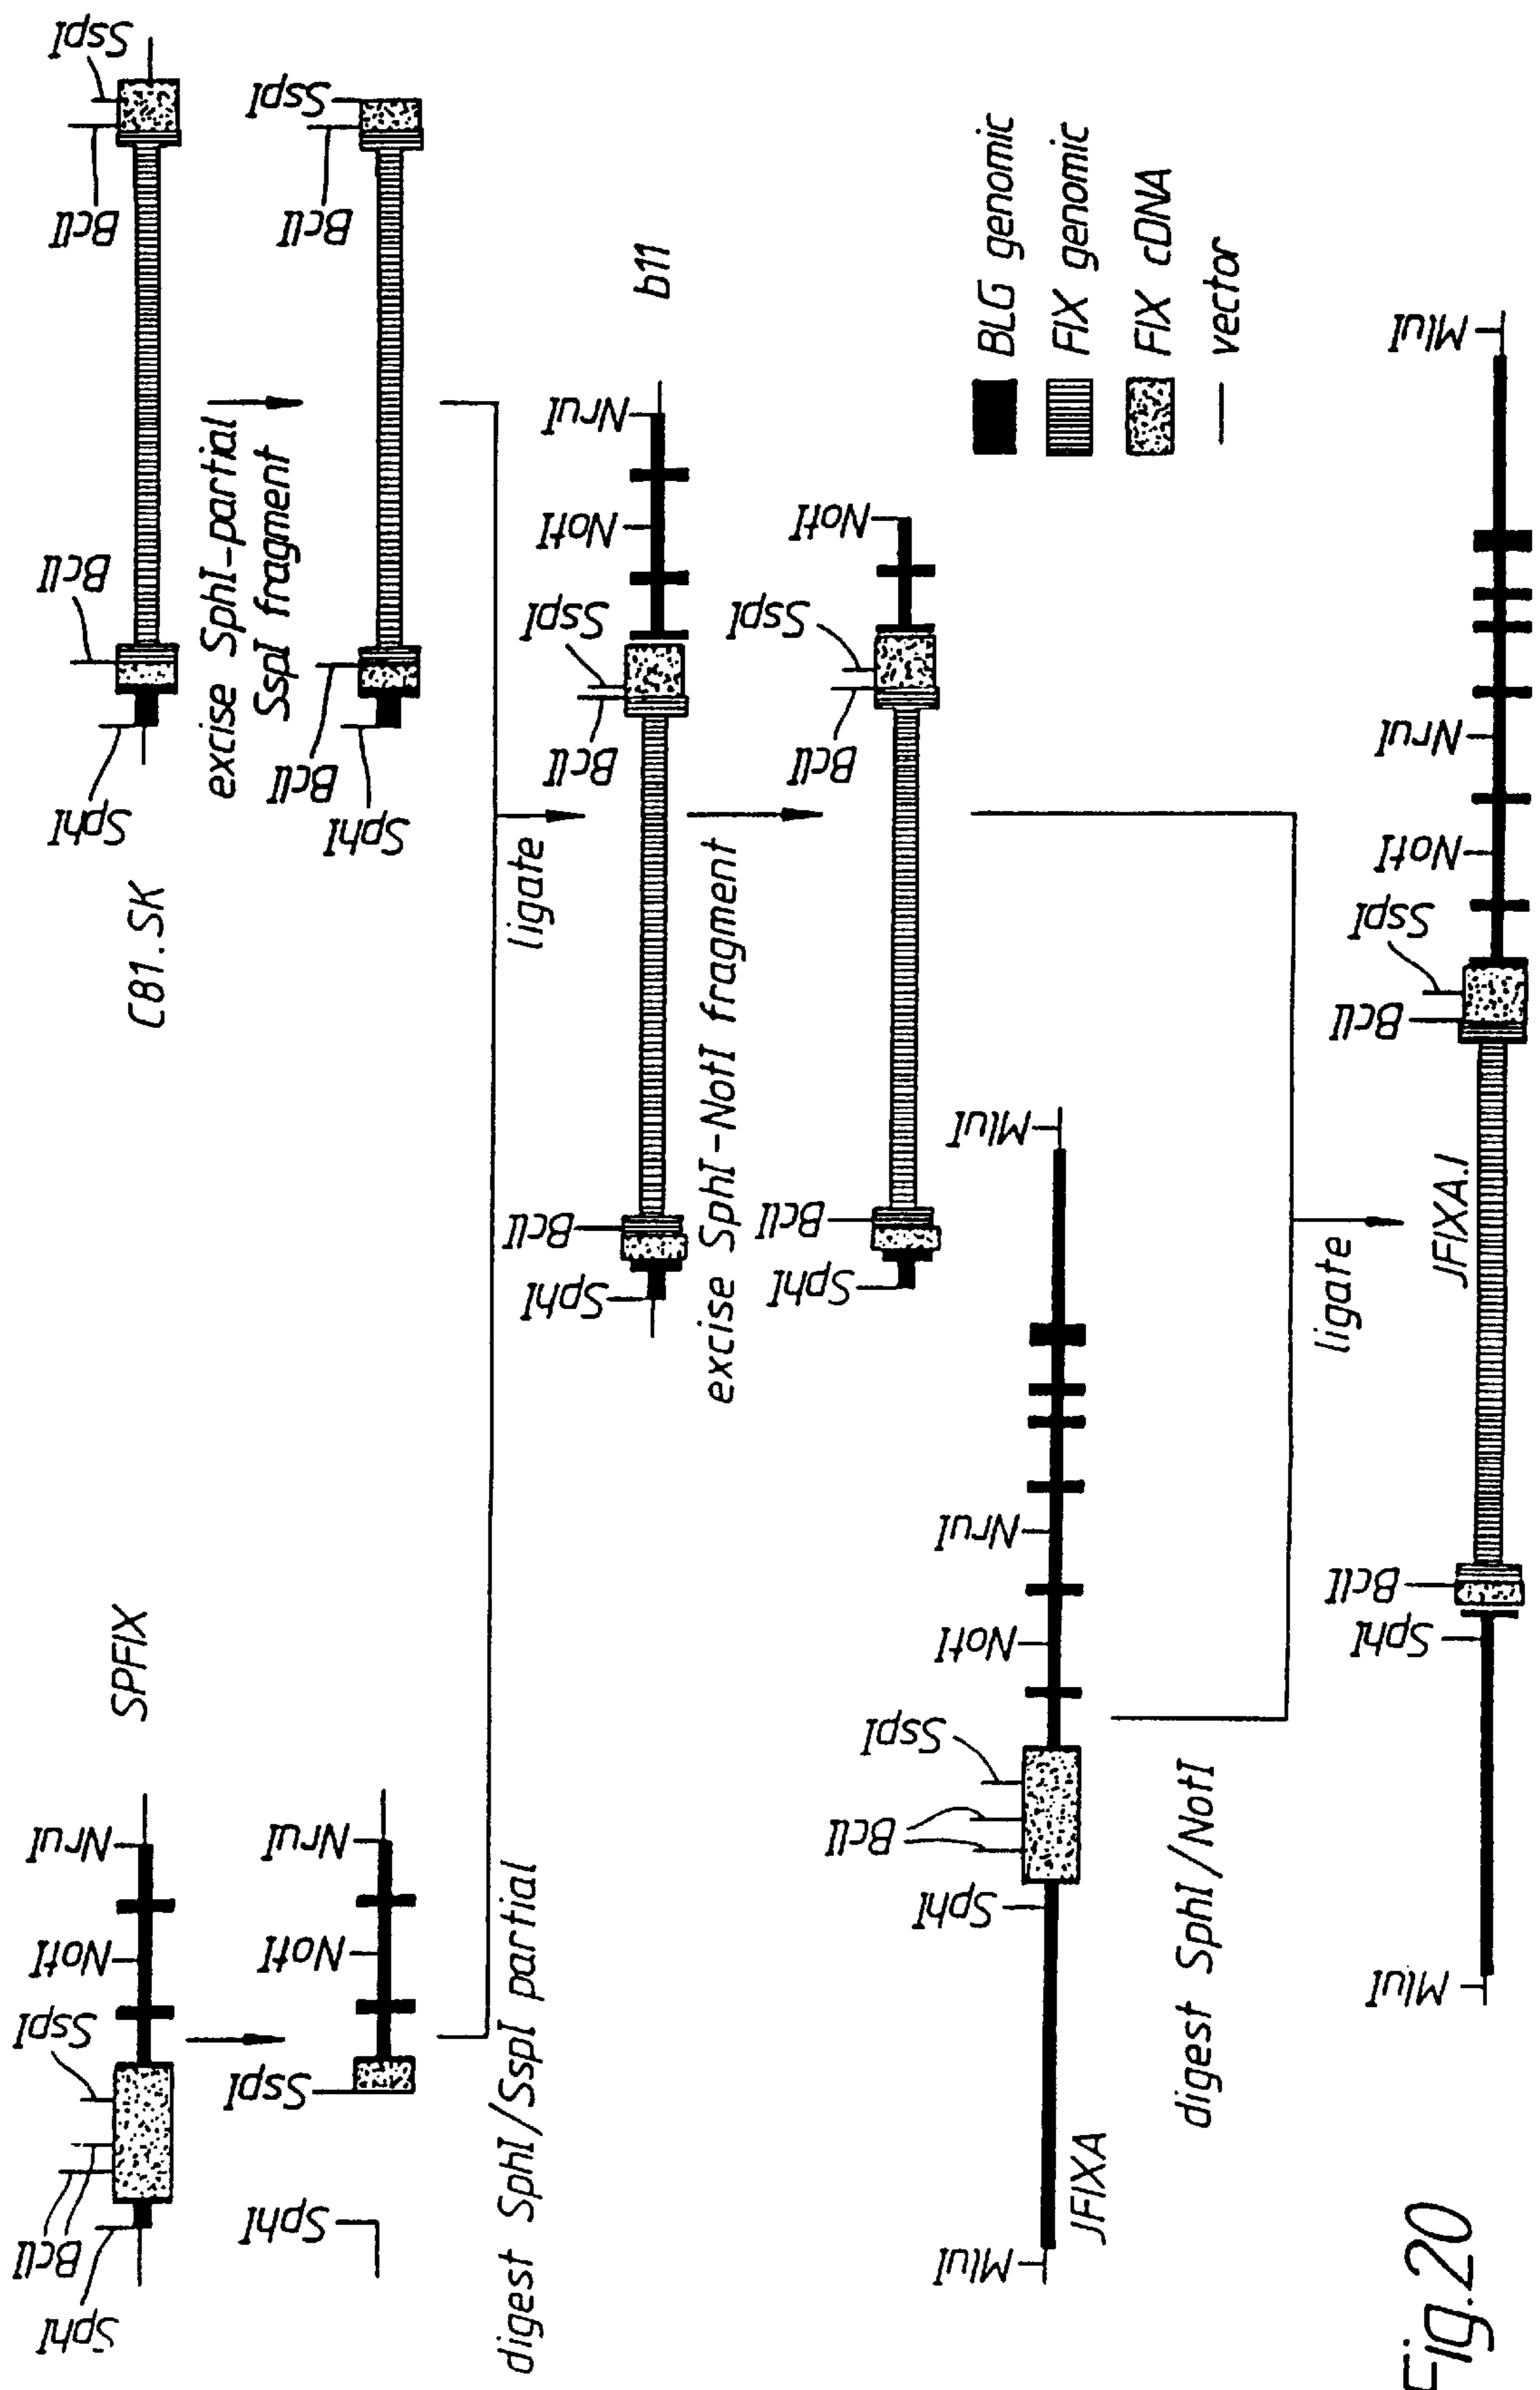 SphI
BclI
SspI
NotI
NruI
SPFIX
C81.SK
SphI
BclI
BclI
SspI
excise SphI-partial
SspI fragment
SphI
SspI
NotI
NruI
SphI
BclI
BclI
SspI
digest SphI/SspI partial
ligate
SphI
BclI
BclI
SspI
NotI
NruI
b11
excise SphI-NotI fragment
SphI
BclI
BclI
SspI
NotI
MluI
SphI
BclI
SspI
NotI
NruI
MluI
JFIXA
BLG genomic
FIX genomic
FIX cDNA
vector
digest SphI/NotI
ligate
JFIXA.1
MluI
SphI
BclI
BclI
SspI
NotI
NruI
MluI
Fig.20